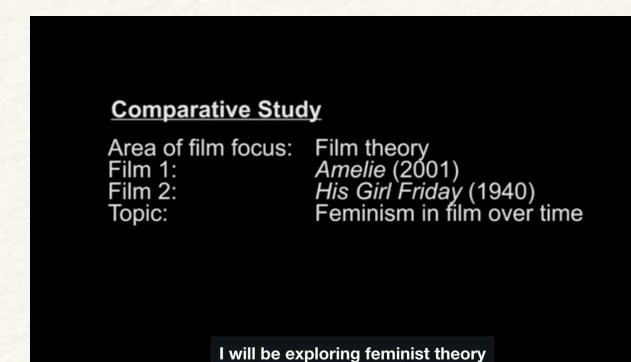 Comparative Study
Area of film focus: Film theory
Film 1: Amelie (2001)
Film 2: His Girl Friday (1940)
Topic: Feminism in film over time
I will be exploring feminist theory